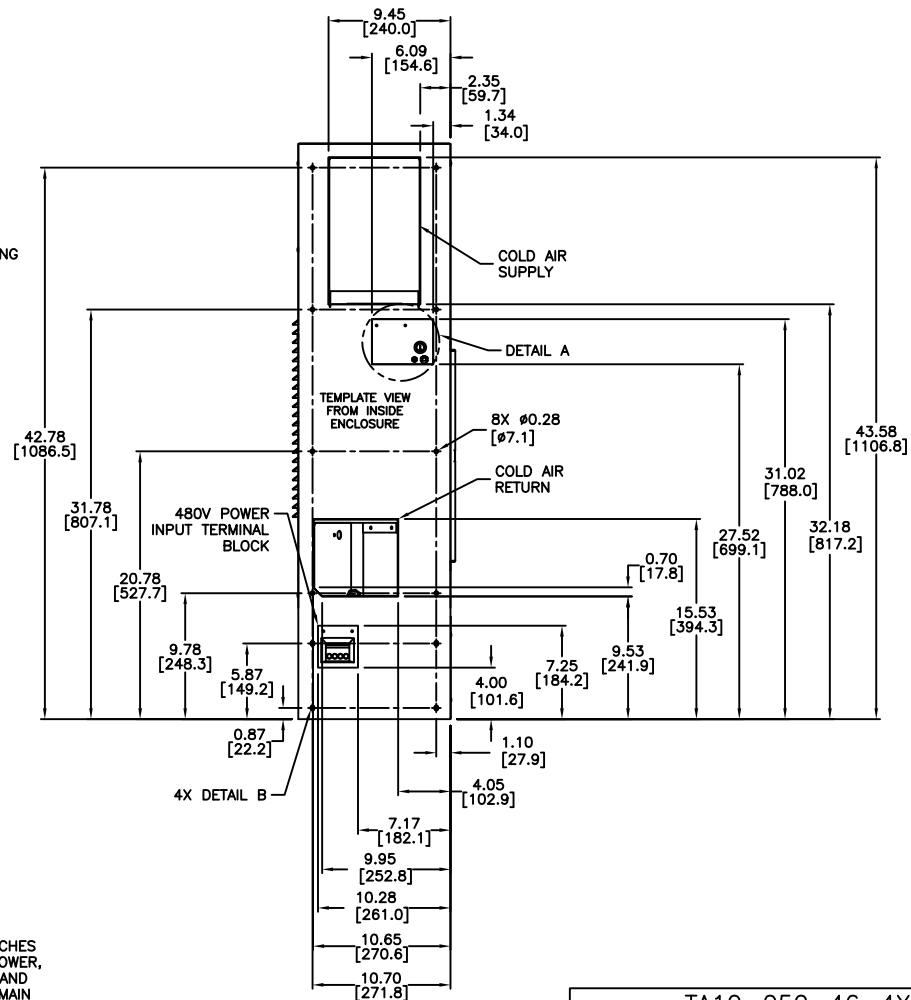 9.45
[240.0]
6.09
[154.6]
2.35
[59.7]
1.34
[34.0]
NG
COLD AIR
SUPPLY
DETAIL A
TEMPLATE VIEW
FROM INSIDE
ENCLOSURE
8X ø0.28
[ø7.1]
42.78
[1086.5]
43.58
[1106.8]
COLD AIR
RETURN
31.02
[788.0]
31.78
[807.1]
480V POWER
INPUT TERMINAL
BLOCK
32.18
[817.2]
27.52
[699.1]
20.78
[527.7]
0.70
[17.8]
15.53
[394.3]
9.78
[248.3]
9.53
[241.9]
5.87
[149.2]
7.25
[184.2]
4.00
[101.6]
0.87
[22.2]
1.10
[27.9]
4X DETAIL B
4.05
[102.9]
7.17
[182.1]
9.95
[252.8]
10.28
[261.0]
10.65
[270.6]
10.70
[271.8]
CHES
OWER,
AND
MAIN